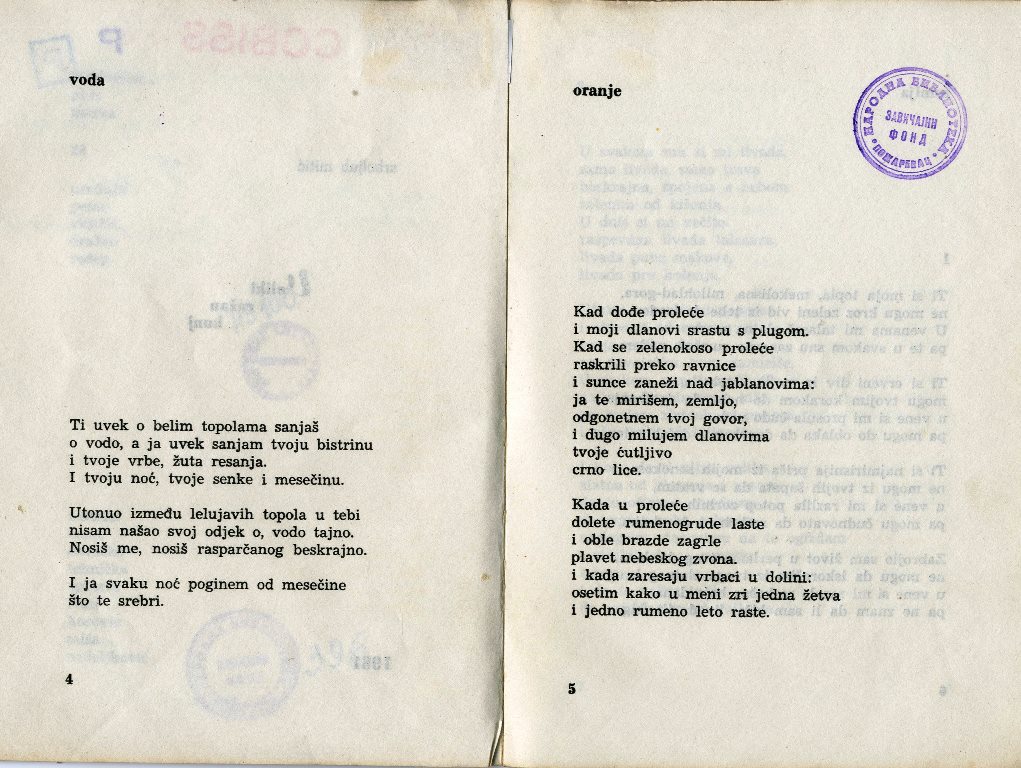 voda
Ti uvek o belim topolama sanjaš
o vodo, a ja uvek sanjam tvoju bistrinu
i tvoje vrbe, žuta resanja.
I tvoju noć, tvoje senke i mesečinu.
Utonuo između lelujavih topola u tebi
nisam našao svoj odjek o, vodo tajno.
Nosiš me, nosiš rasparčanog beskrajno.
I ja svaku noć poginem od mesečine
što te srebri.
4
oranje
НАРОДНА БИБЛИОТЕКА
ЗАВИЧАЈНИ
ФОНД
ПОЖАРЕВАЦ
Kad dođe proleće
i moji dlanovi srastu s plugom.
Kad se zelenokoso proleće
raskrili preko ravnice
i sunce zaneži nad jablanovima:
ja te mirišem, zemljo,
odgonetnem tvoj govor,
i dugo milujem dlanovima
tvoje ćutljivo
crno lice.
Kada u proleće
dolete rumenogrude laste
i oble brazde zagrle
plavet nebeskog zvona.
i kada zaresaju vrbaci u dolini:
osetim kako u meni zri jedna žetva
i jedno rumeno leto raste.
5